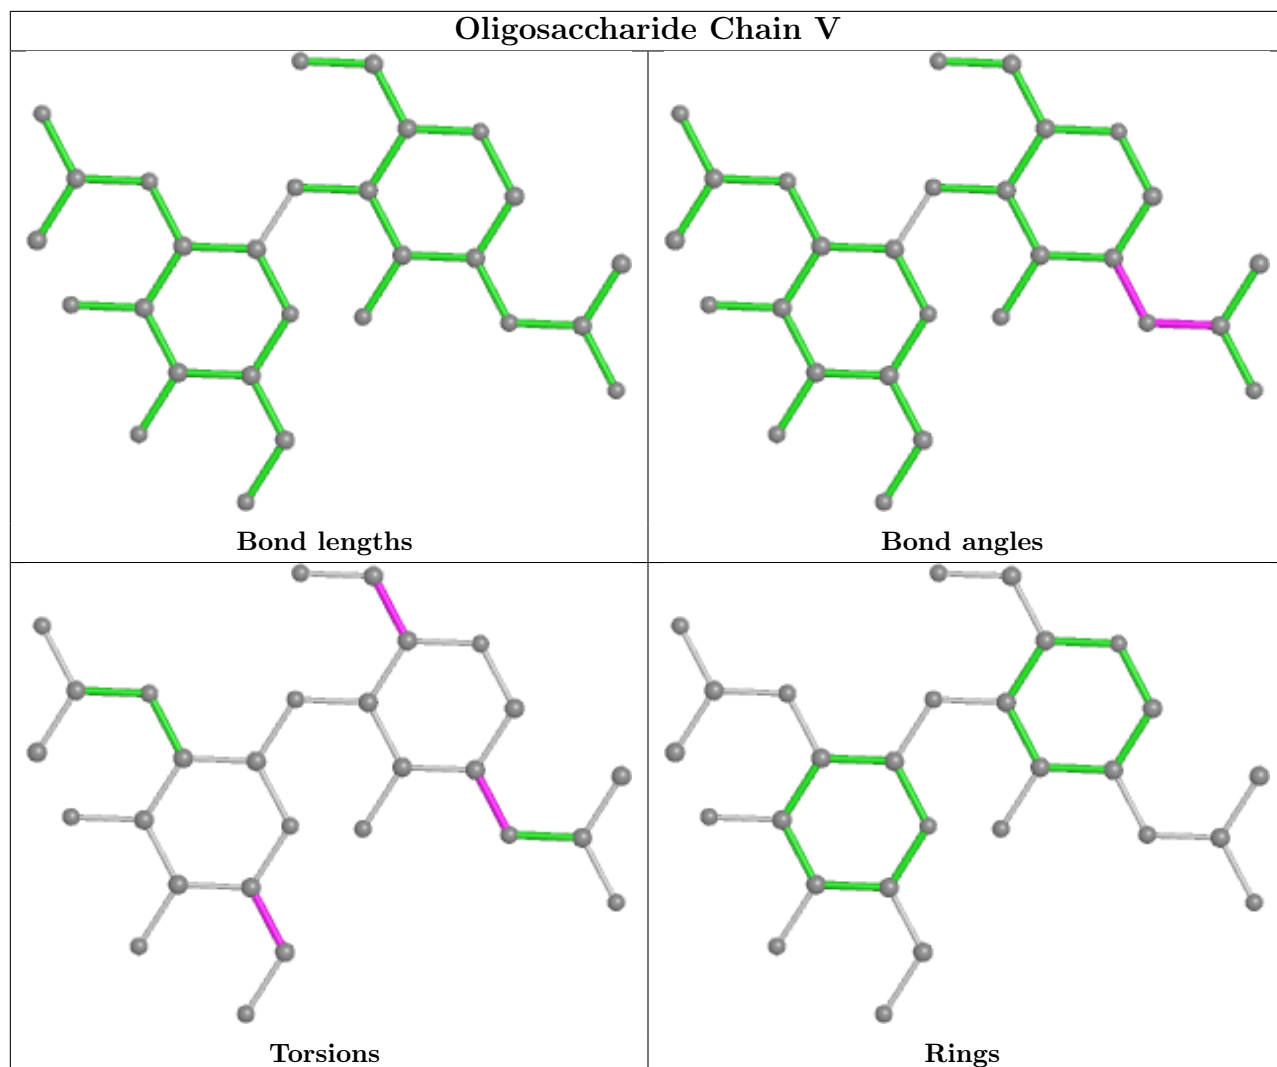 Oligosaccharide Chain V
Bond lengths
Bond angles
Torsions
Rings